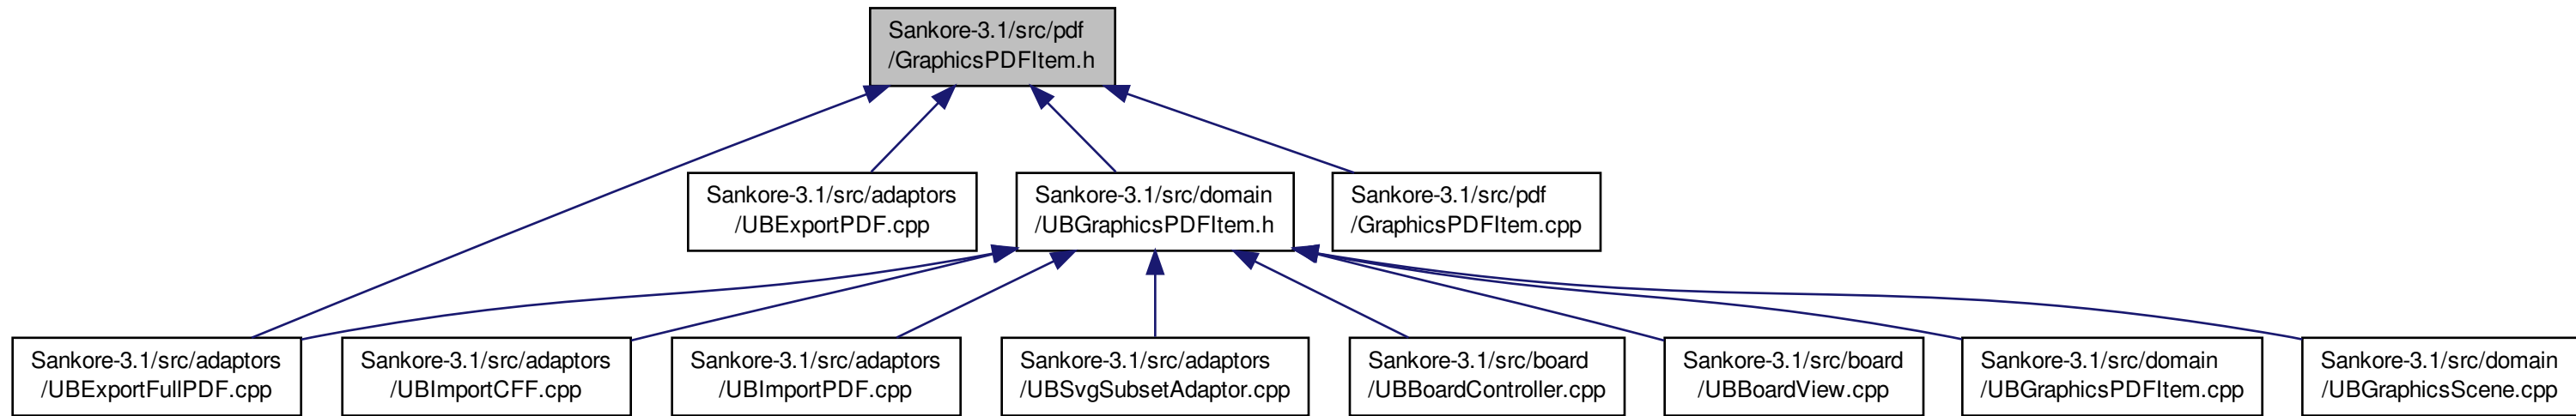 Sankore-3.1/src/pdf
/GraphicsPDFItem.h
Sankore-3.1/src/adaptors
/UBExportPDF.cpp
Sankore-3.1/src/domain
/UBGraphicsPDFItem.h
Sankore-3.1/src/pdf
/GraphicsPDFItem.cpp
Sankore-3.1/src/adaptors
/UBExportFullPDF.cpp
Sankore-3.1/src/adaptors
/UBImportCFF.cpp
Sankore-3.1/src/adaptors
/UBImportPDF.cpp
Sankore-3.1/src/adaptors
/UBSvgSubsetAdaptor.cpp
Sankore-3.1/src/board
/UBBoardController.cpp
Sankore-3.1/src/board
/UBBoardView.cpp
Sankore-3.1/src/domain
/UBGraphicsPDFItem.cpp
Sankore-3.1/src/domain
/UBGraphicsScene.cpp